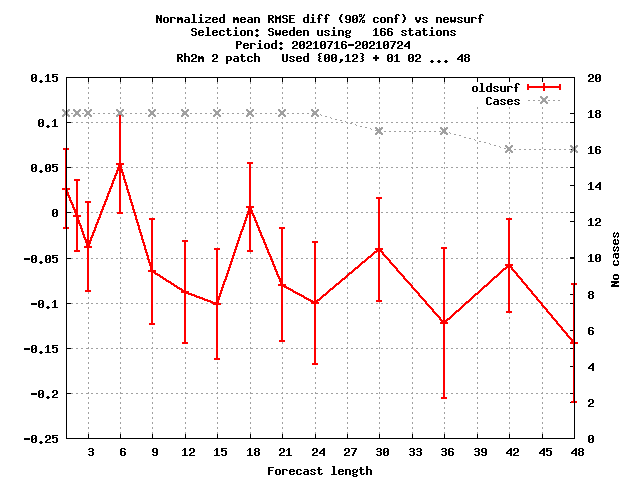 Normalized mean RMSE diff (90% conf) vs newsurf
Selection: Sweden using   166 stations
Period: 20210716-20210724
Rh2m 2 patch   Used {00,12} + 01 02 ... 48
oldsurf
Cases
0.15
0.1
0.05
0
-0.05
-0.1
-0.15
-0.2
-0.25
20
18
16
14
12
10
8
6
4
2
0
No cases
3 6 9 12 15 18 21 24 27 30 33 36 39 42 45 48
Forecast length